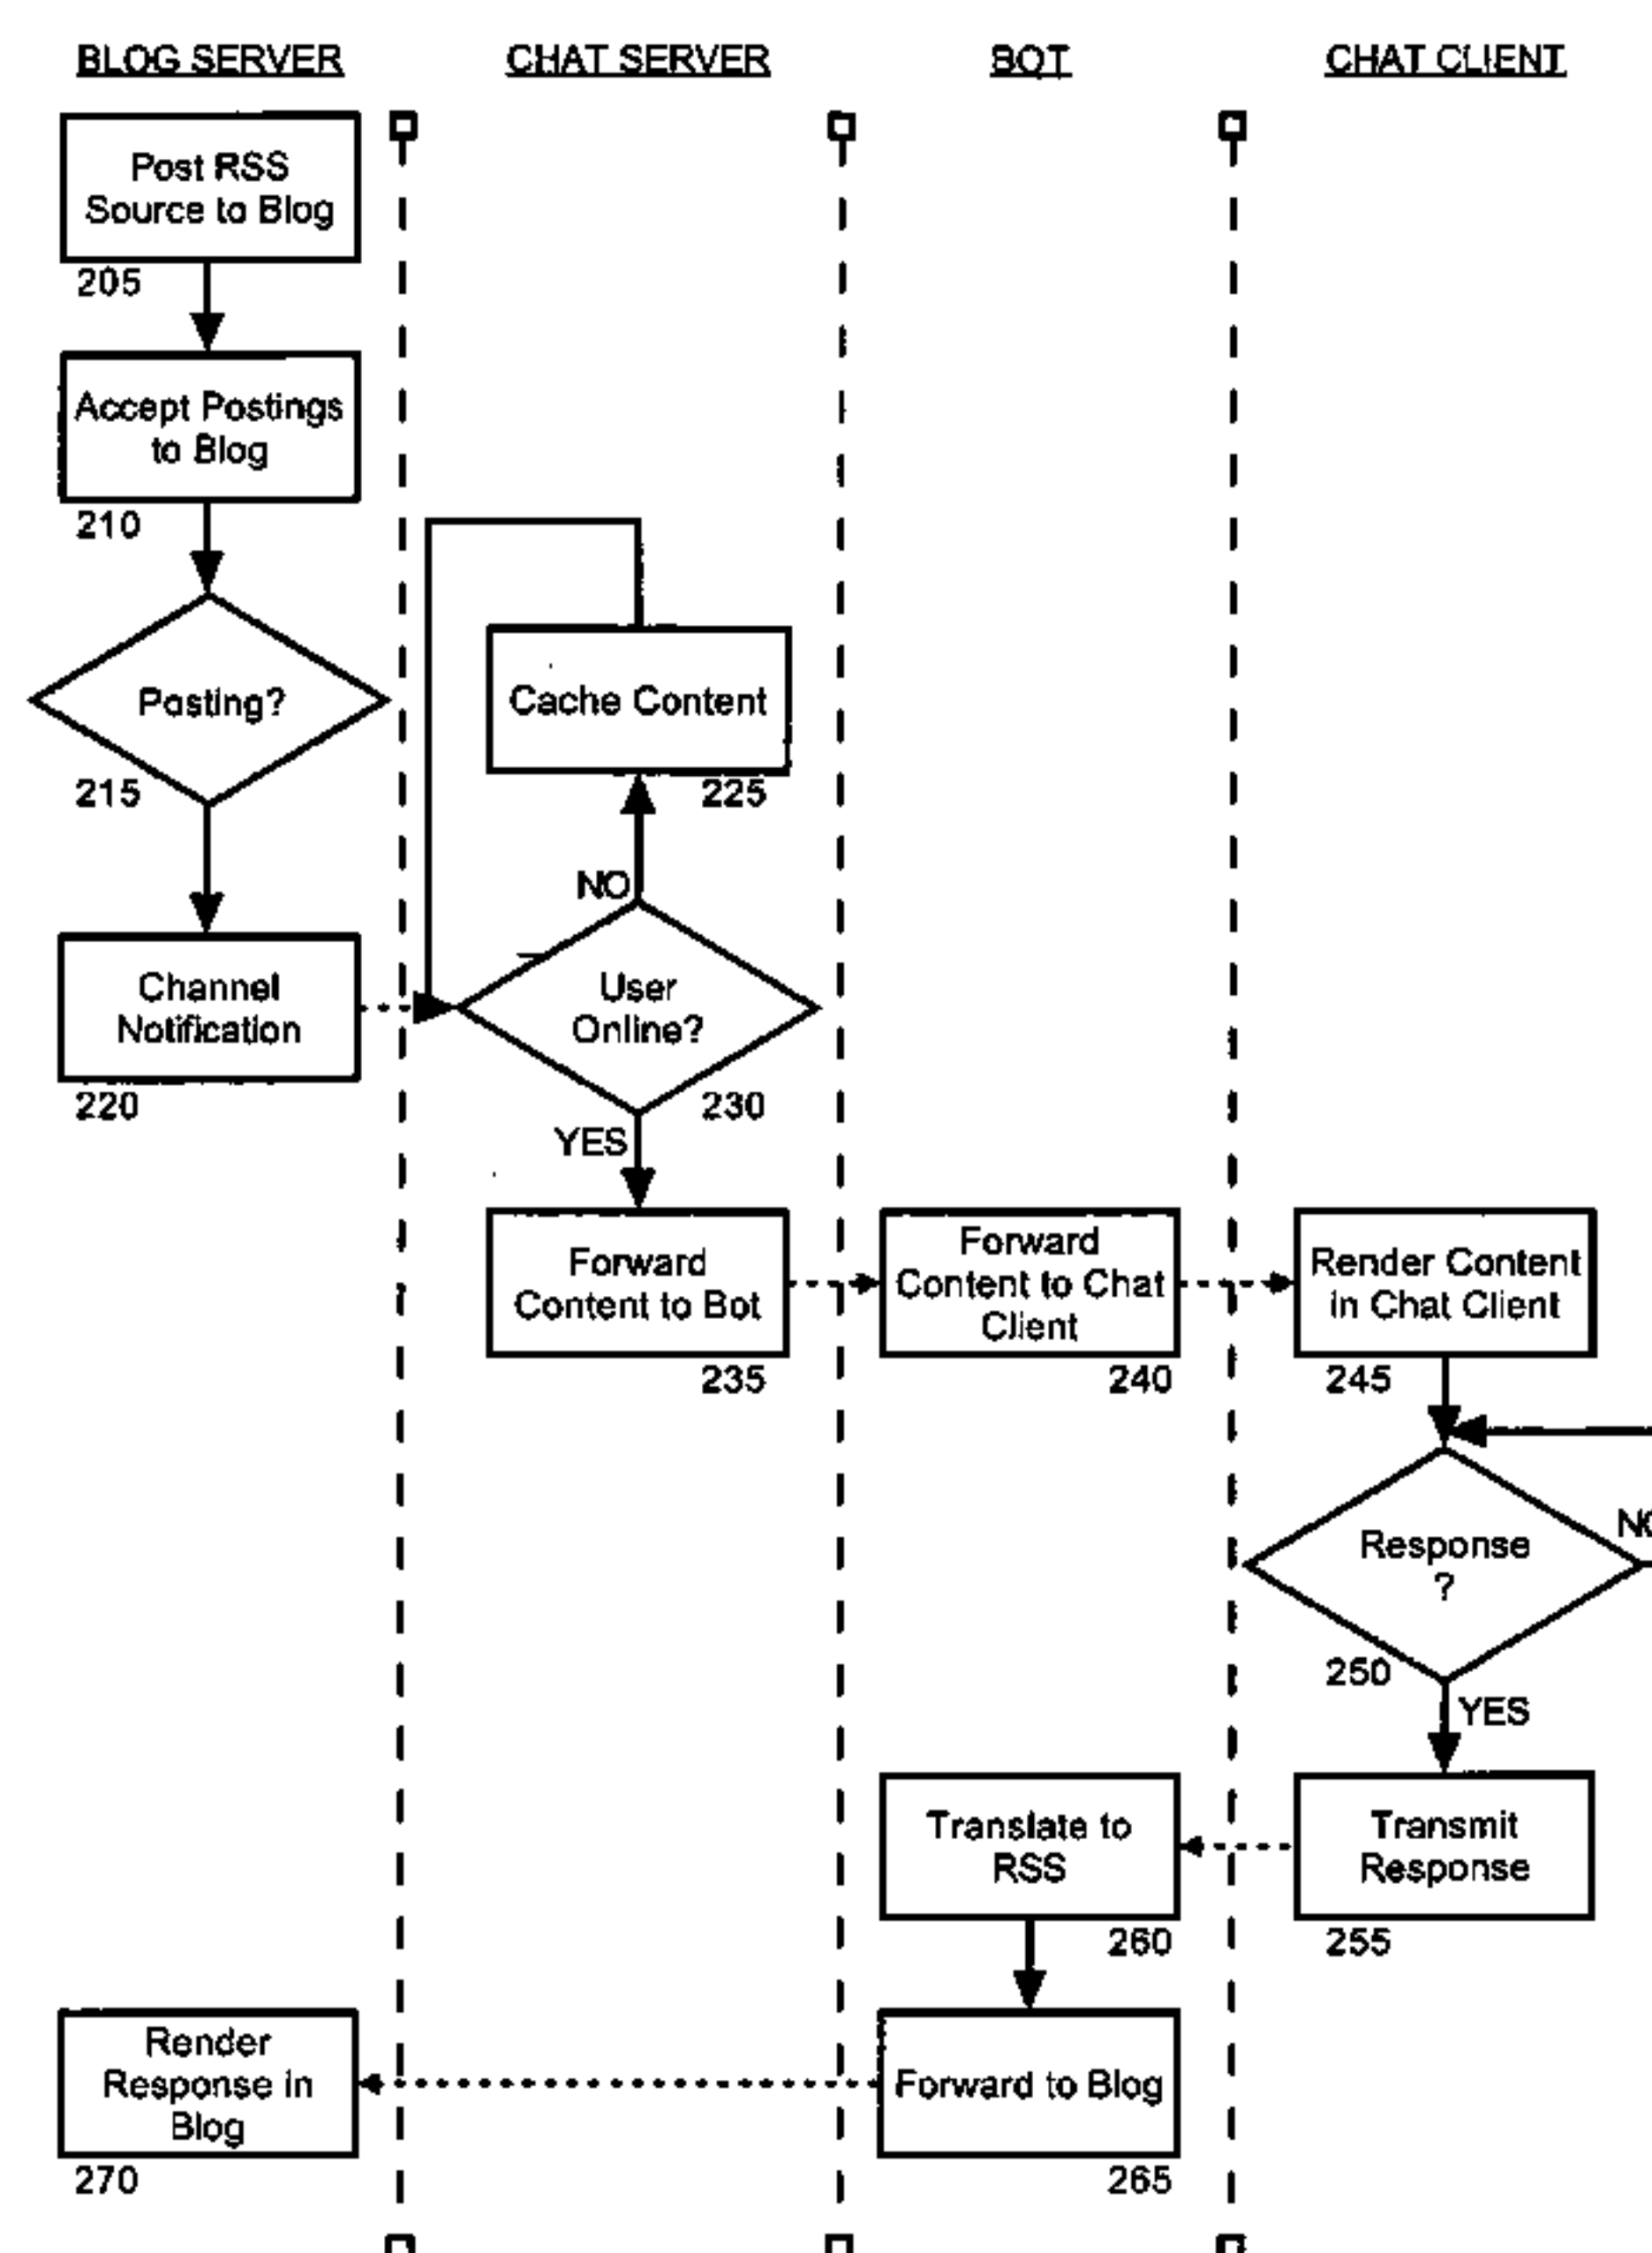 BLOG SERVER
CHAT SERVER
BOT
CHAT CLIENT
Post RSS
Source to Blog
205
Accept Postings
to Blog
210
Posting?
215
Cache Content
225
NO
Channel
Notification
220
User
Online?
230
YES
Forward
Content to Bot
235
Forward
Content to Chat
Client
240
Render Content
in Chat Client
245
Response
?
250
YES
Translate to
RSS
260
Transmit
Response
255
Render
Response in
Blog
270
Forward to Blog
265